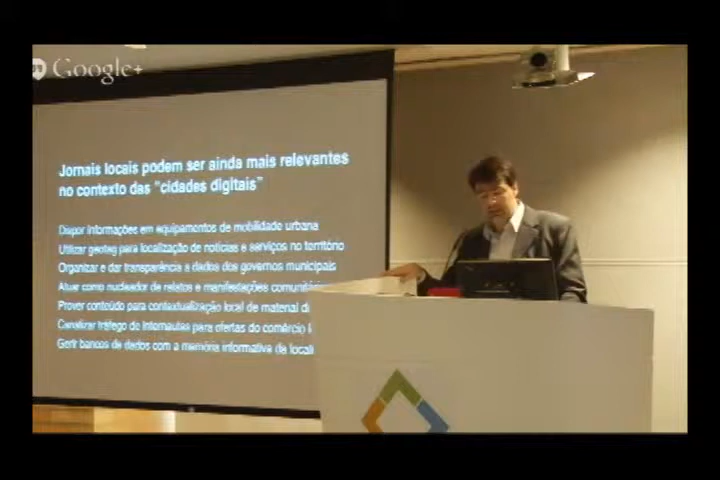 Google+
Jornais locais podem ser ainda mais relevantes
no contexto das "cidades digitais"
Dispor informações em equipamentos de mobilidade urbana
Utilizar geotag para localização de notícias e serviços no território
Organizar e dar transparência a dados dos governos municipais
Atuar como nucleador de relatos e manifestações
Prover conteúdo para contextualização local de material
Canalizar tráfego de internautas para ofertas do comércio
Gerir bancos de dados com a memória informativa da